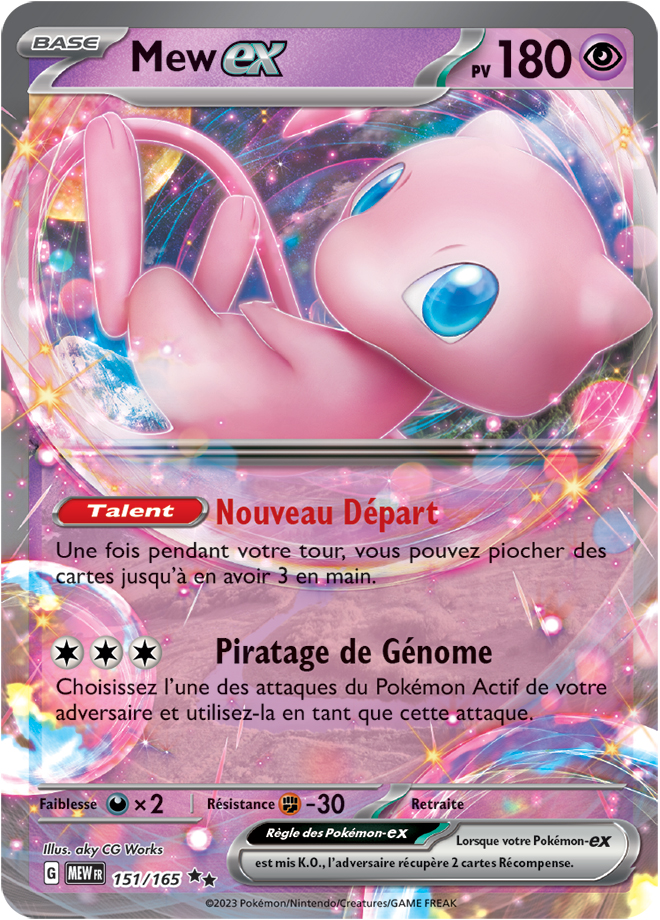 BASE Mew ex PV 180
Talent Nouveau Départ
Une fois pendant votre tour, vous pouvez piocher des
cartes jusqu'à en avoir 3 en main.
Piratage de Génome
Choisissez l'une des attaques du Pokémon Actif de votre
adversaire et utilisez-la en tant que cette attaque.
Faiblesse ×2 Résistance -30 Retraite
Illus. aky CG Works
Règle des Pokémon-ex Lorsque votre Pokémon-ex
est mis K.O., l'adversaire récupère 2 cartes Récompense.
G MEW FR 151/165
©2023 Pokémon/Nintendo/Creatures/GAME FREAK